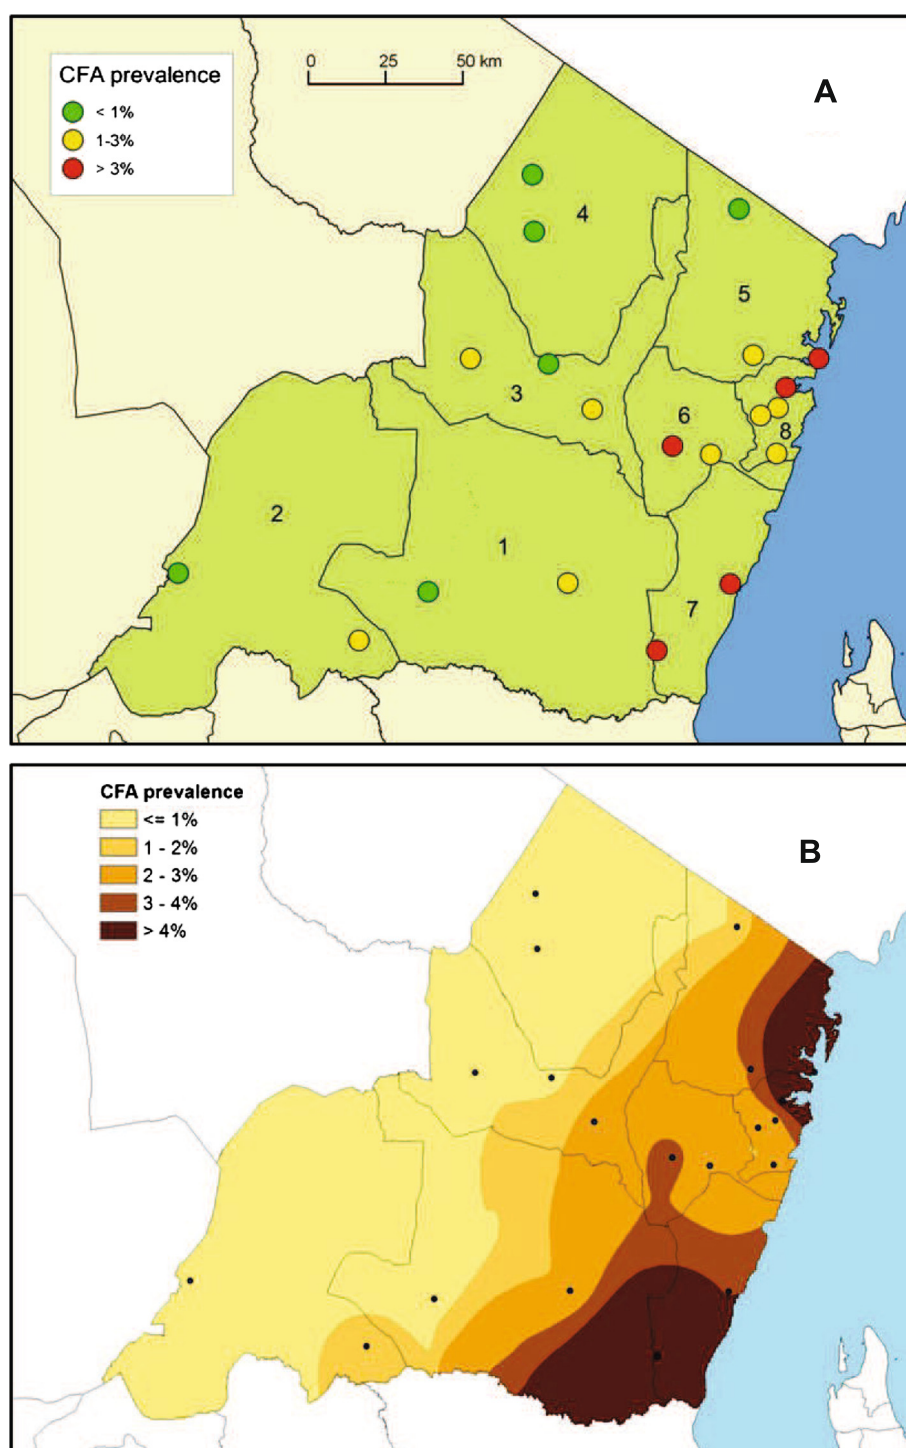 CFA prevalence
< 1%
1-3%
> 3%
0 25 50 km
A
4
5
3
6
8
2
1
7
CFA prevalence
<= 1%
1 - 2%
2 - 3%
3 - 4%
> 4%
B